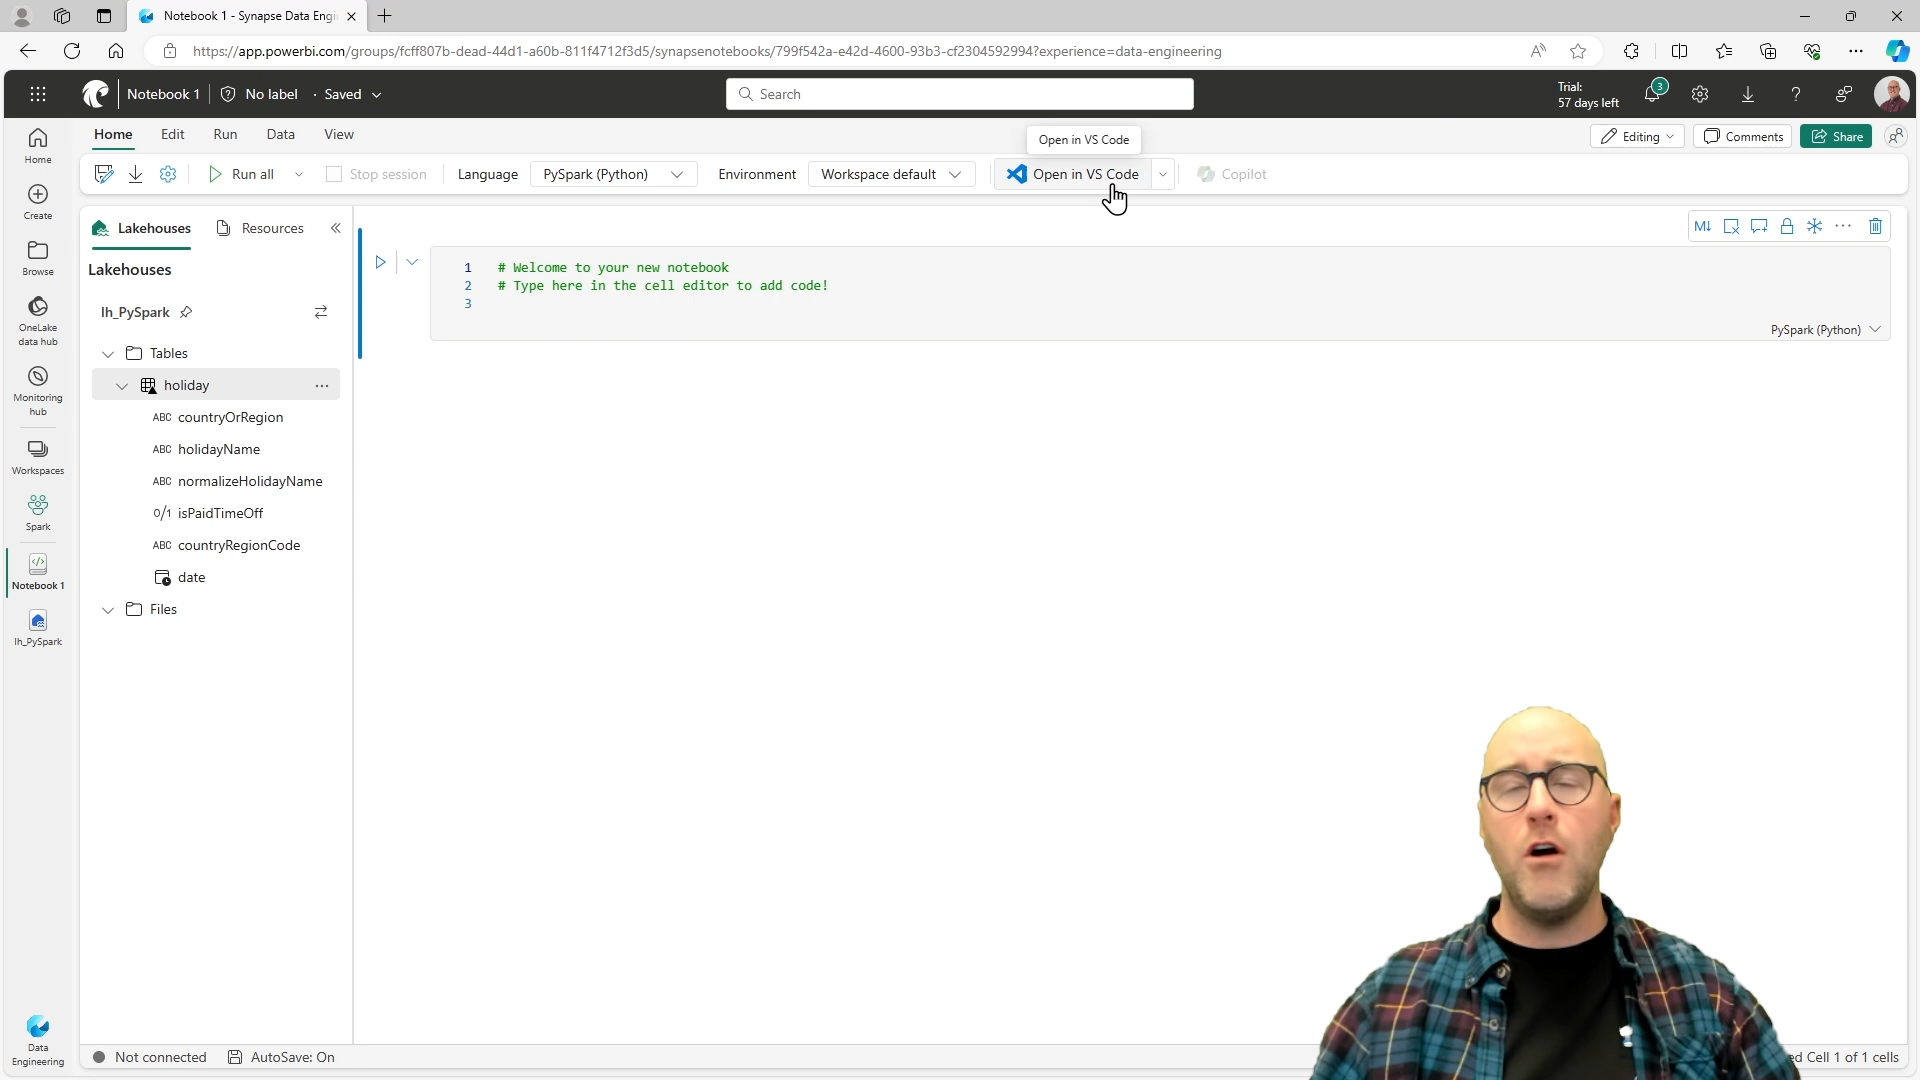 Notebook 1 - Synapse Data Engi
https://app.powerbi.com/groups/fcff807b-dead-44d1-a60b-811f4712f3d5/synapsenotebooks/799f542a-e42d-4600-93b3-cf2304592994?experience=data-engineering
Notebook 1
No label
· Saved
Search
Trial:
57 days left
3
Home
Edit
Run
Data
View
Open in VS Code
Editing
Comments
Share
Run all
Stop session
Language
PySpark (Python)
Environment
Workspace default
Open in VS Code
Copilot
Home
Create
Browse
OneLake
data hub
Monitoring
hub
Workspaces
Spark
Notebook 1
lh_PySpark
Data
Engineering
Lakehouses
Resources
Lakehouses
lh_PySpark
Tables
holiday
ABC countryOrRegion
ABC holidayName
ABC normalizeHolidayName
0/1 isPaidTimeOff
ABC countryRegionCode
date
Files
M↓
1 # Welcome to your new notebook
2 # Type here in the cell editor to add code!
3
PySpark (Python)
Not connected
AutoSave: On
Cell 1 of 1 cells